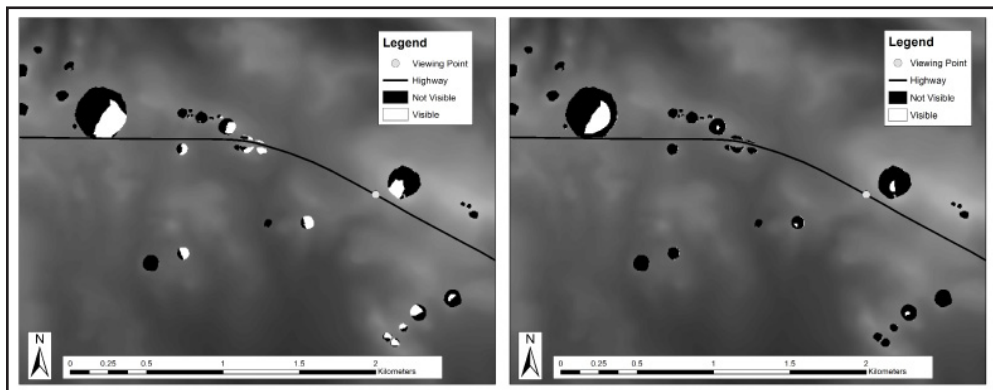 Legend
Viewing Point
Highway
Not Visible
Visible
N
0 0.25 0.5 1 1.5 2
Kilometers
Legend
Viewing Point
Highway
Not Visible
Visible
N
0 0.25 0.5 1 1.5 2
Kilometers